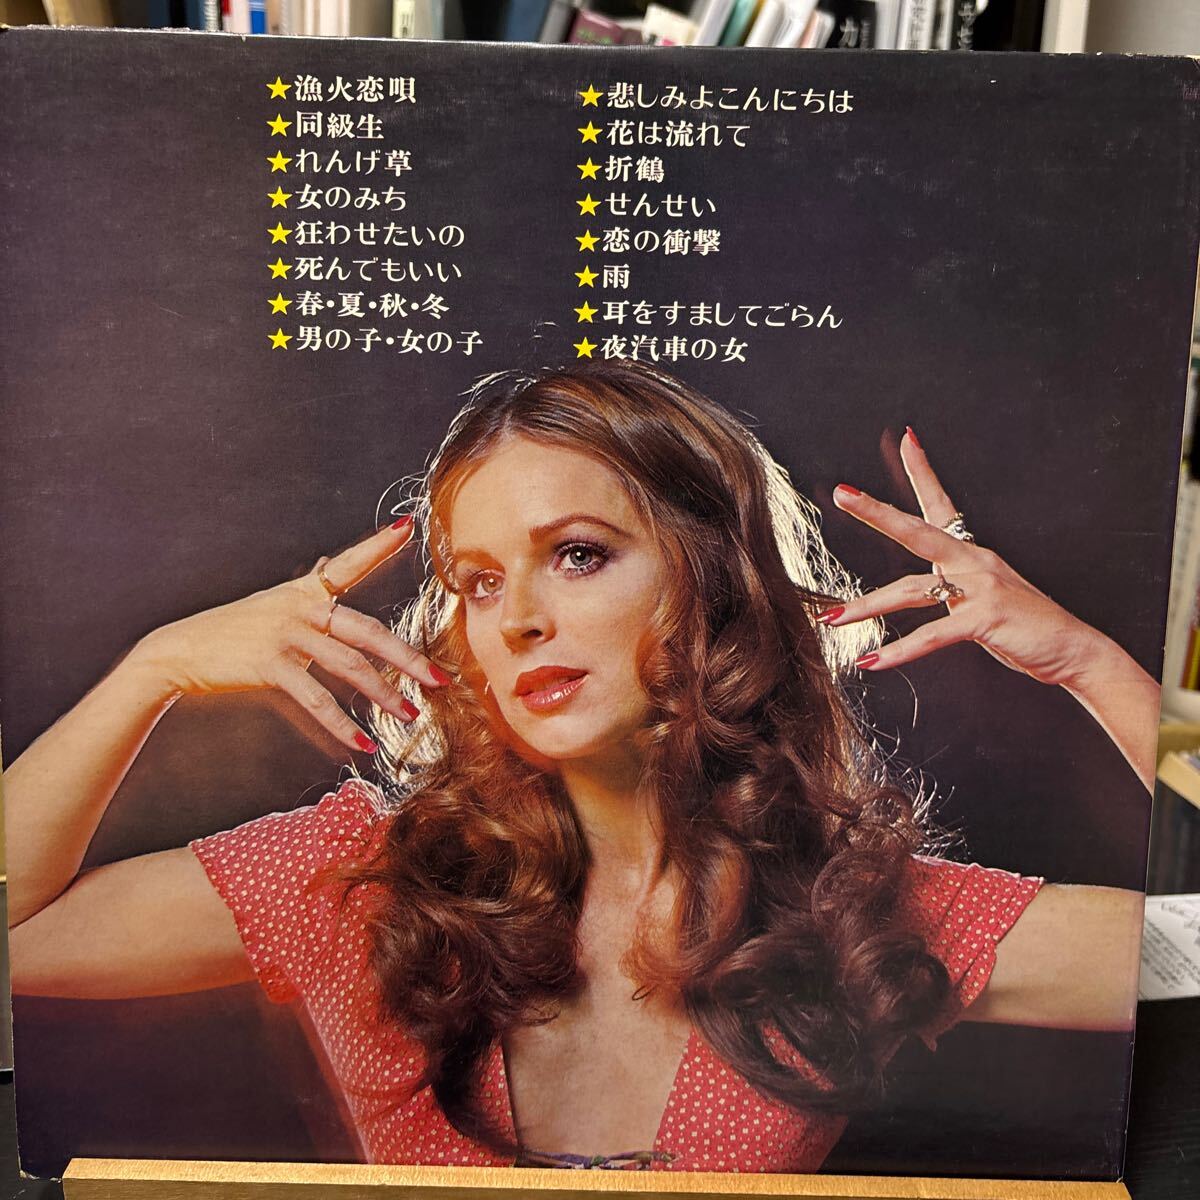 ★漁火恋唄
★同級生
★れんげ草
★女のみち
★狂わせたいの
★死んでもいい
★春・夏・秋・冬
★男の子・女の子
★悲しみよこんにちは
★花は流れて
★折鶴
★せんせい
★恋の衝撃
★雨
★耳をすましてごらん
★夜汽車の女